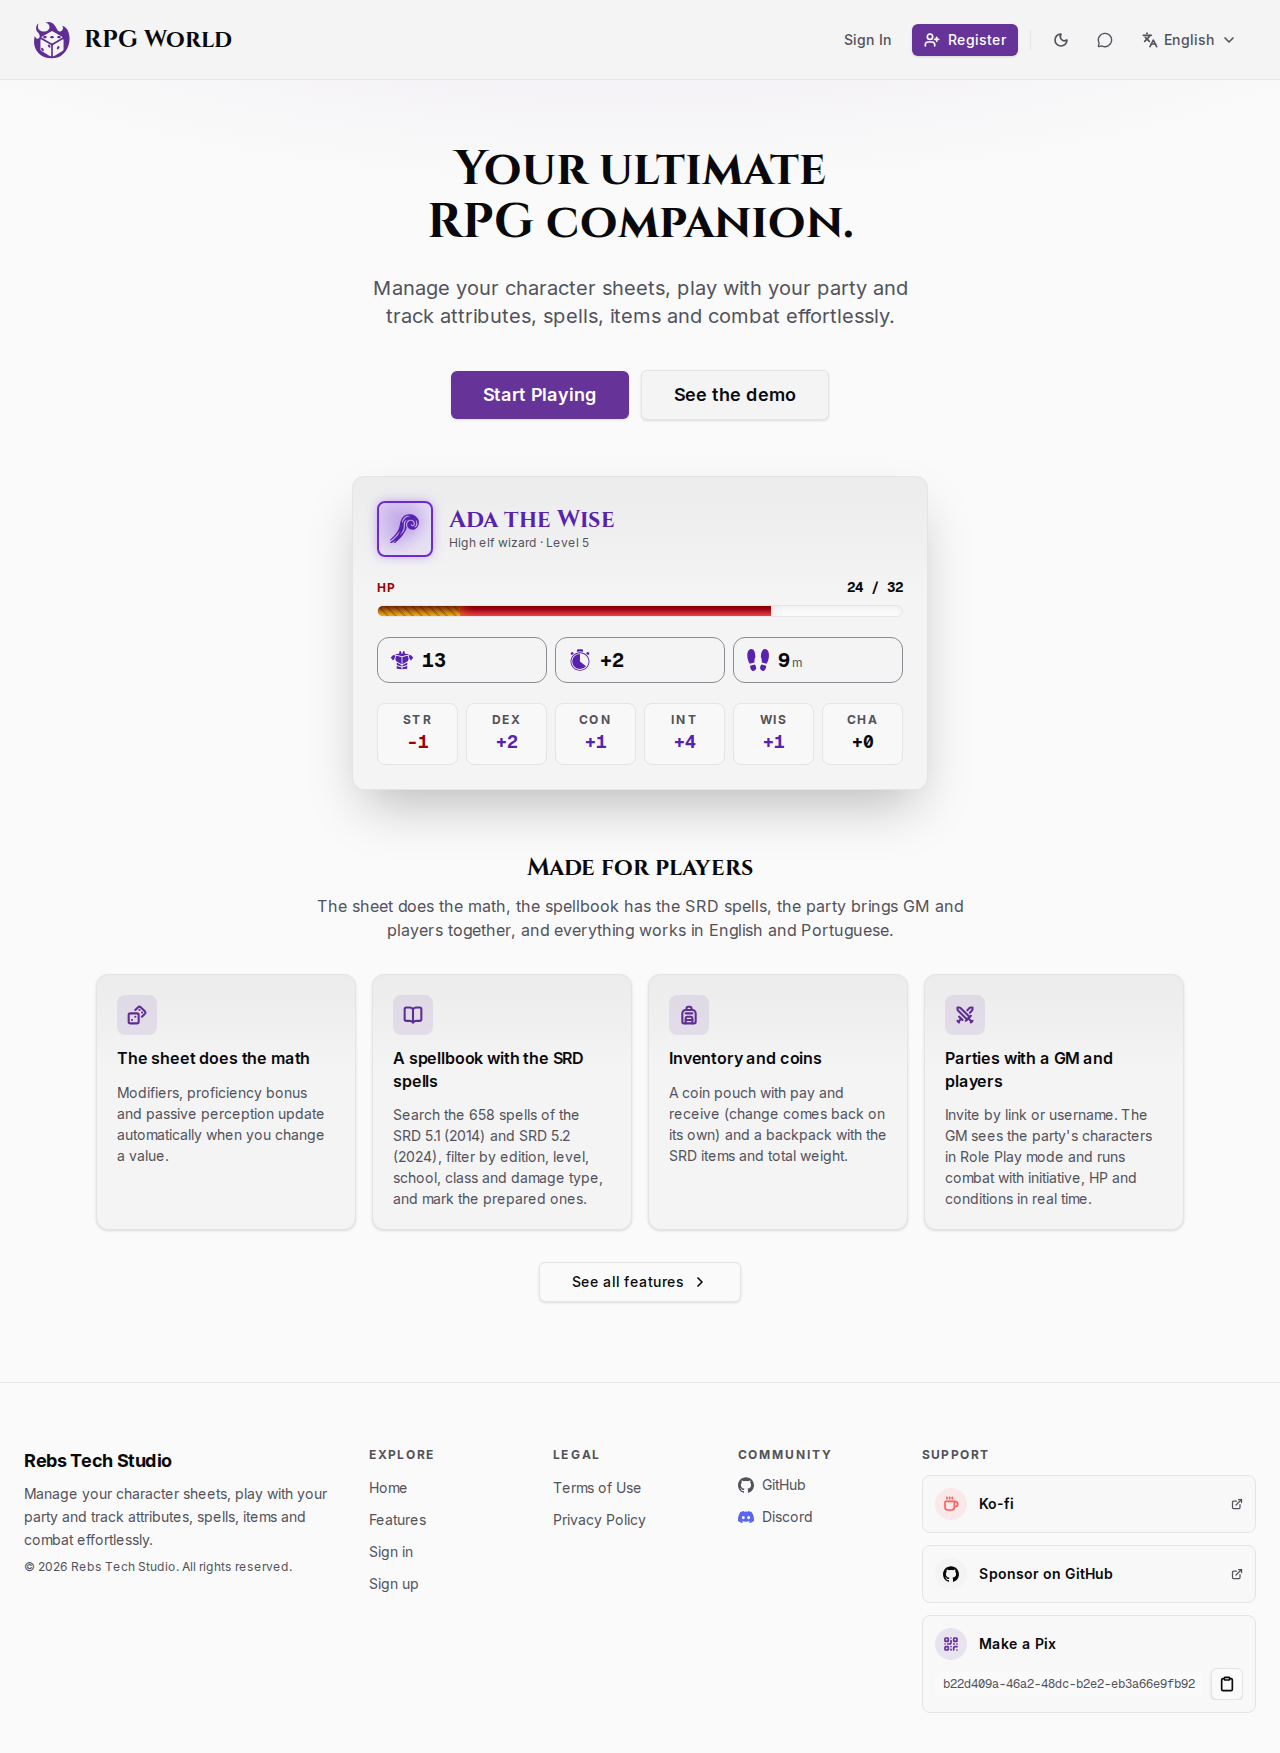 RPG World
Sign In
Register
English
Your ultimate
RPG companion.
Manage your character sheets, play with your party and
track attributes, spells, items and combat effortlessly.
Start Playing
See the demo
Ada the Wise
High elf wizard · Level 5
HP
24 / 32
13
+2
9 m
STR
DEX
CON
INT
WIS
CHA
-1
+2
+1
+4
+1
+0
Made for players
The sheet does the math, the spellbook has the SRD spells, the party brings GM and
players together, and everything works in English and Portuguese.
The sheet does the math
Modifiers, proficiency bonus
and passive perception update
automatically when you change
a value.
A spellbook with the SRD
spells
Search the 658 spells of the
SRD 5.1 (2014) and SRD 5.2
(2024), filter by edition, level,
school, class and damage type,
and mark the prepared ones.
Inventory and coins
A coin pouch with pay and
receive (change comes back on
its own) and a backpack with the
SRD items and total weight.
Parties with a GM and
players
Invite by link or username. The
GM sees the party's characters
in Role Play mode and runs
combat with initiative, HP and
conditions in real time.
See all features
Rebs Tech Studio
Manage your character sheets, play with your
party and track attributes, spells, items and
combat effortlessly.
© 2026 Rebs Tech Studio. All rights reserved.
EXPLORE
Home
Features
Sign in
Sign up
LEGAL
Terms of Use
Privacy Policy
COMMUNITY
GitHub
Discord
SUPPORT
Ko-fi
Sponsor on GitHub
Make a Pix
b22d409a-46a2-48dc-b2e2-eb3a66e9fb92